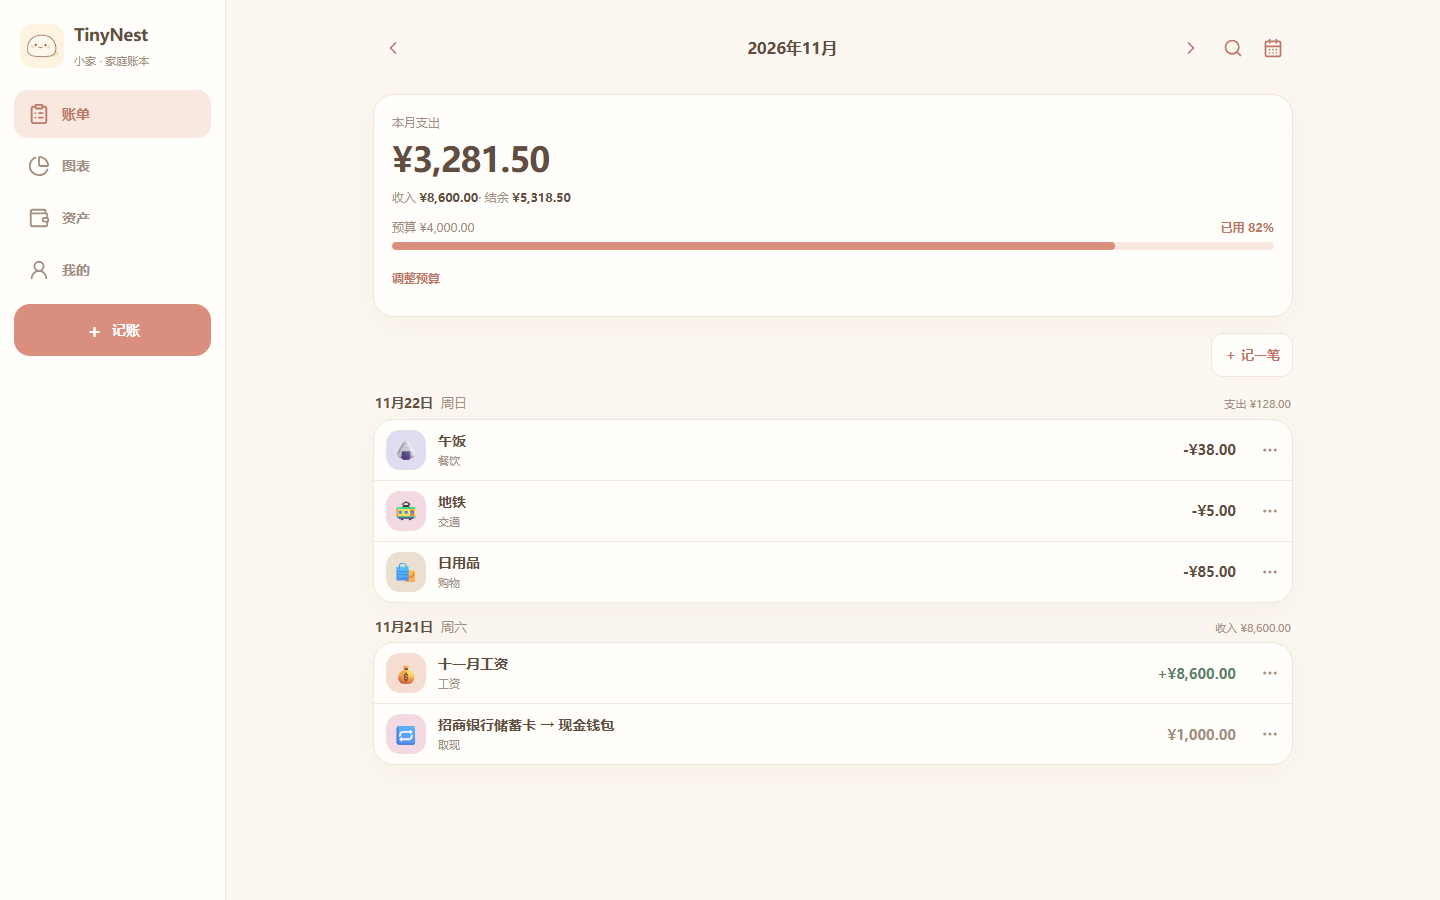 TinyNest
小家 · 家庭账本
账单
图表
资产
我的
+ 记账
2026年11月
本月支出
¥3,281.50
收入 ¥8,600.00· 结余 ¥5,318.50
预算 ¥4,000.00 已用 82%
调整预算
+ 记一笔
11月22日 周日 支出 ¥128.00
午饭
餐饮
-¥38.00
地铁
交通
-¥5.00
日用品
购物
-¥85.00
11月21日 周六 收入 ¥8,600.00
十一月工资
工资
+¥8,600.00
招商银行储蓄卡 → 现金钱包
取现
¥1,000.00